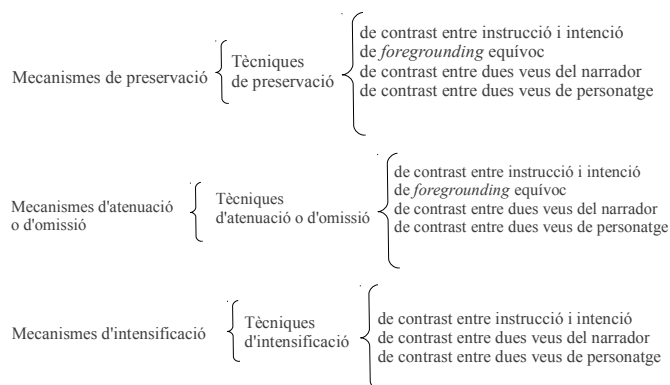 Mecanismes de preservació
Tècniques
de preservació
de contrast entre instrucció i intenció
de foregrounding equívoc
de contrast entre dues veus del narrador
de contrast entre dues veus de personatge
Mecanismes d'atenuació
o d'omissió
Tècniques
d'atenuació o d'omissió
de contrast entre instrucció i intenció
de foregrounding equívoc
de contrast entre dues veus del narrador
de contrast entre dues veus de personatge
Mecanismes d'intensificació
Tècniques
d'intensificació
de contrast entre instrucció i intenció
de contrast entre dues veus del narrador
de contrast entre dues veus de personatge